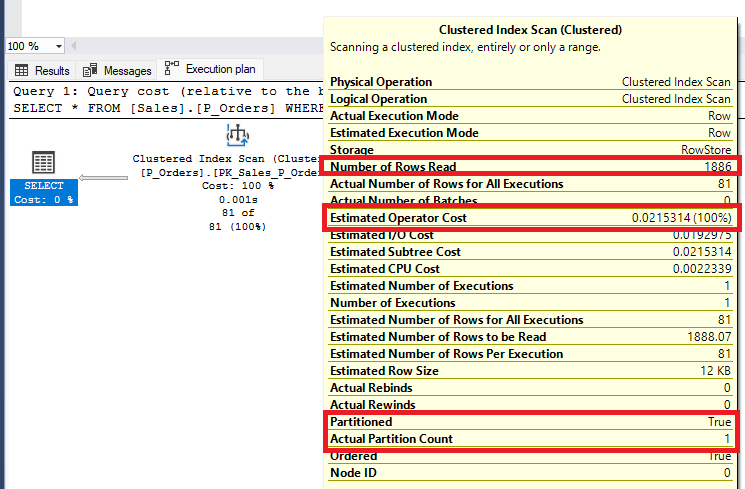 Clustered Index Scan (Clustered)
Scanning a clustered index, entirely or only a range.
100 %
Results Messages Execution plan
Query 1: Query cost (relative to the
SELECT * FROM [Sales].[P_Orders] WHERE
SELECT
Cost: 0 %
Clustered Index Scan (Cluste
[P_Orders].[PK_Sales_P_Orde
Cost: 100 %
0.001s
81 of
81 (100%)
Physical Operation Clustered Index Scan
Logical Operation Clustered Index Scan
Actual Execution Mode Row
Estimated Execution Mode Row
Storage RowStore
Number of Rows Read 1886
Actual Number of Rows for All Executions 81
Actual Number of Batches 0
Estimated Operator Cost 0.0215314 (100%)
Estimated I/O Cost 0.0192975
Estimated Subtree Cost 0.0215314
Estimated CPU Cost 0.0022339
Estimated Number of Executions 1
Number of Executions 1
Estimated Number of Rows for All Executions 81
Estimated Number of Rows to be Read 1888.07
Estimated Number of Rows Per Execution 81
Estimated Row Size 12 KB
Actual Rebinds 0
Actual Rewinds 0
Partitioned True
Actual Partition Count 1
Ordered True
Node ID 0